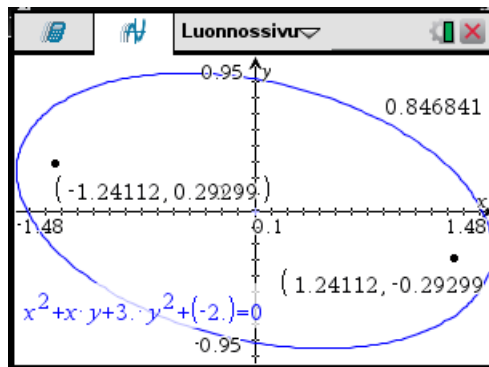 Luonnossivu
0.95 y
0.846841
(-1.24112, 0.29299)
x
-1.48 0.1 1.48
(1.24112, -0.29299
x²+x·y+3.·y²+(-2.)=0
-0.95